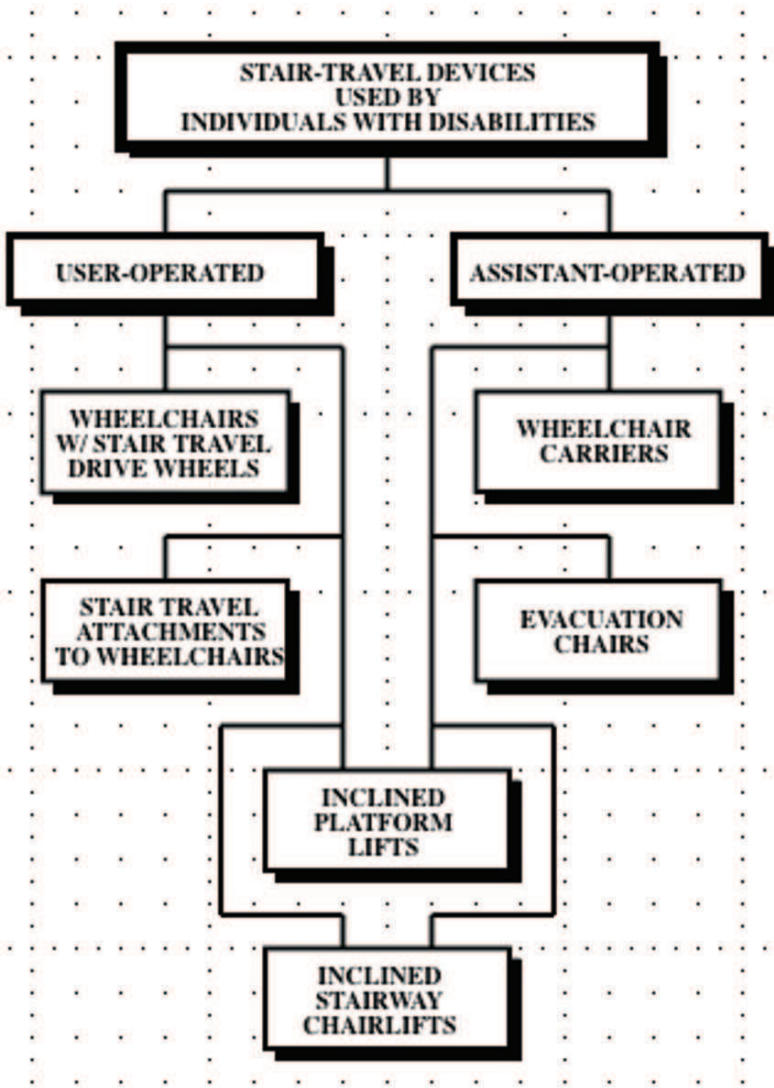 STAIR-TRAVEL DEVICES
USED BY
INDIVIDUALS WITH DISABILITIES
USER-OPERATED
ASSISTANT-OPERATED
WHEELCHAIRS
W/ STAIR TRAVEL
DRIVE WHEELS
WHEELCHAIR
CARRIERS
STAIR TRAVEL
ATTACHMENTS
TO WHEELCHAIRS
EVACUATION
CHAIRS
INCLINED
PLATFORM
LIFTS
INCLINED
STAIRWAY
CHAIRLIFTS